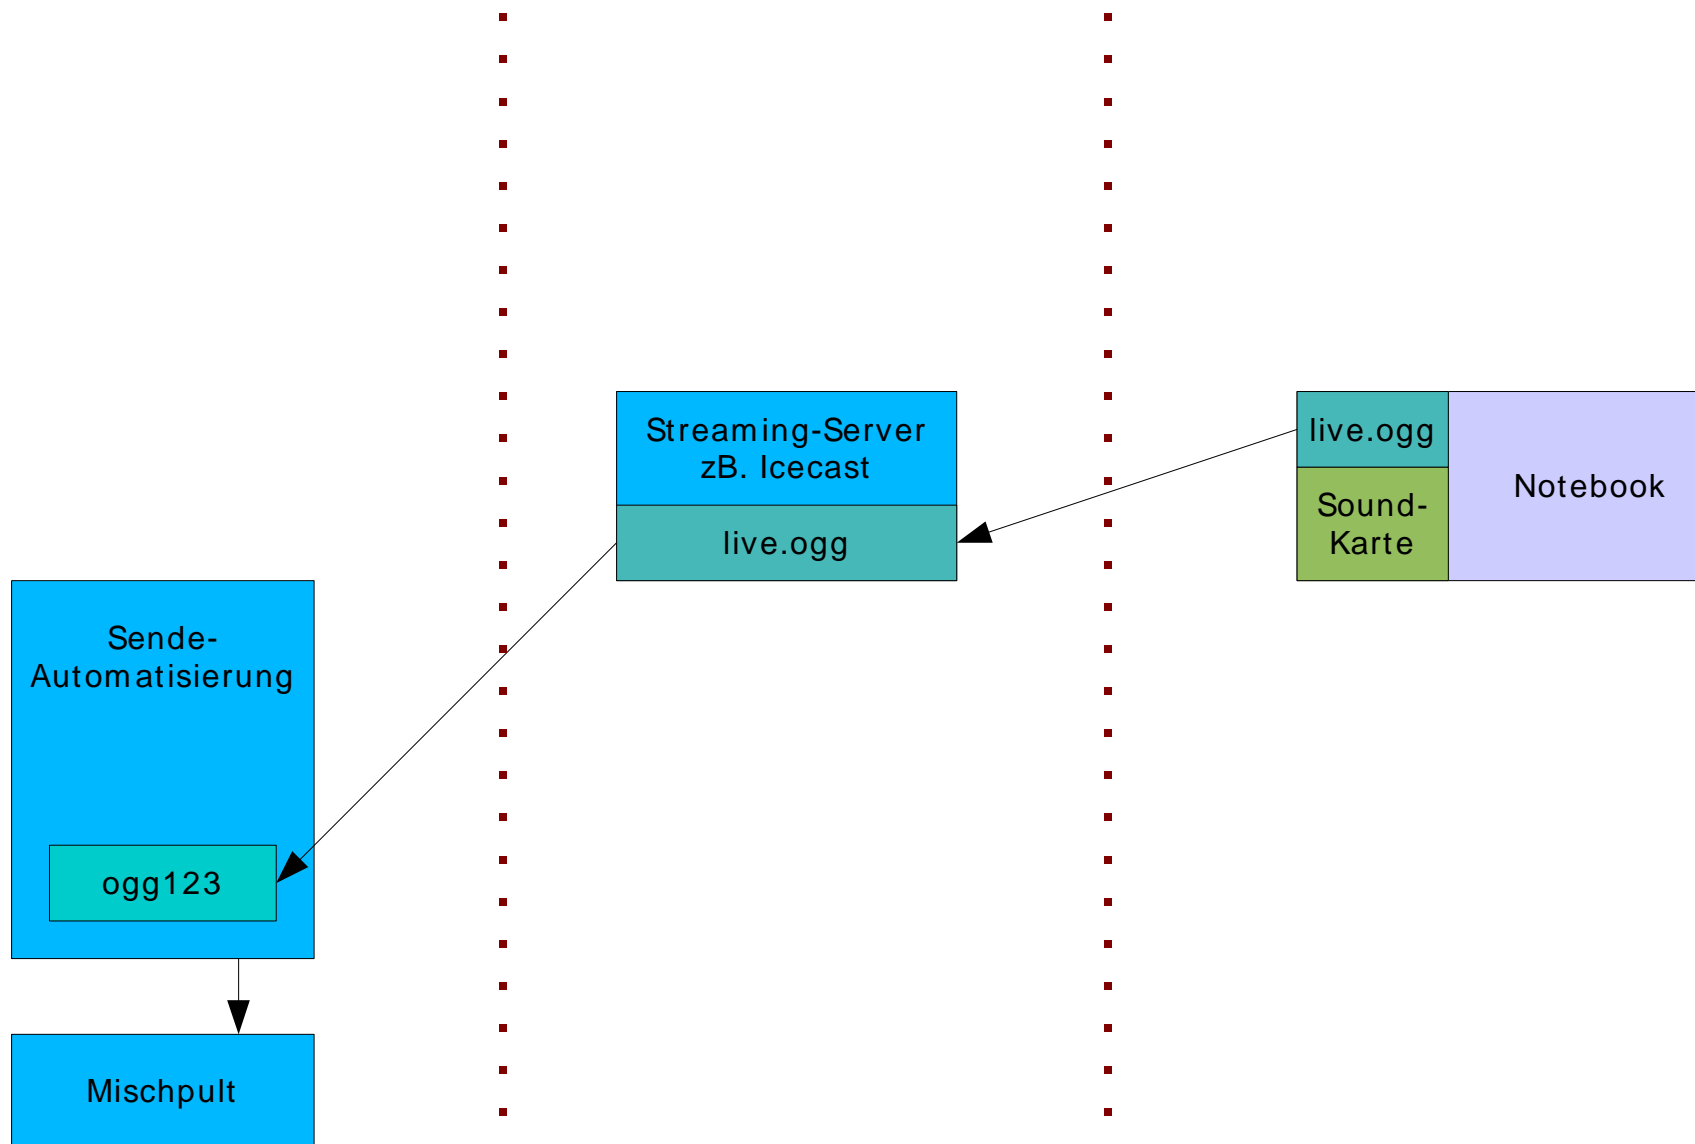 Streaming-Server
zB. Icecast
live.ogg
live.ogg
Sound-
Karte
Notebook
Sende-
Automatisierung
ogg123
Mischpult